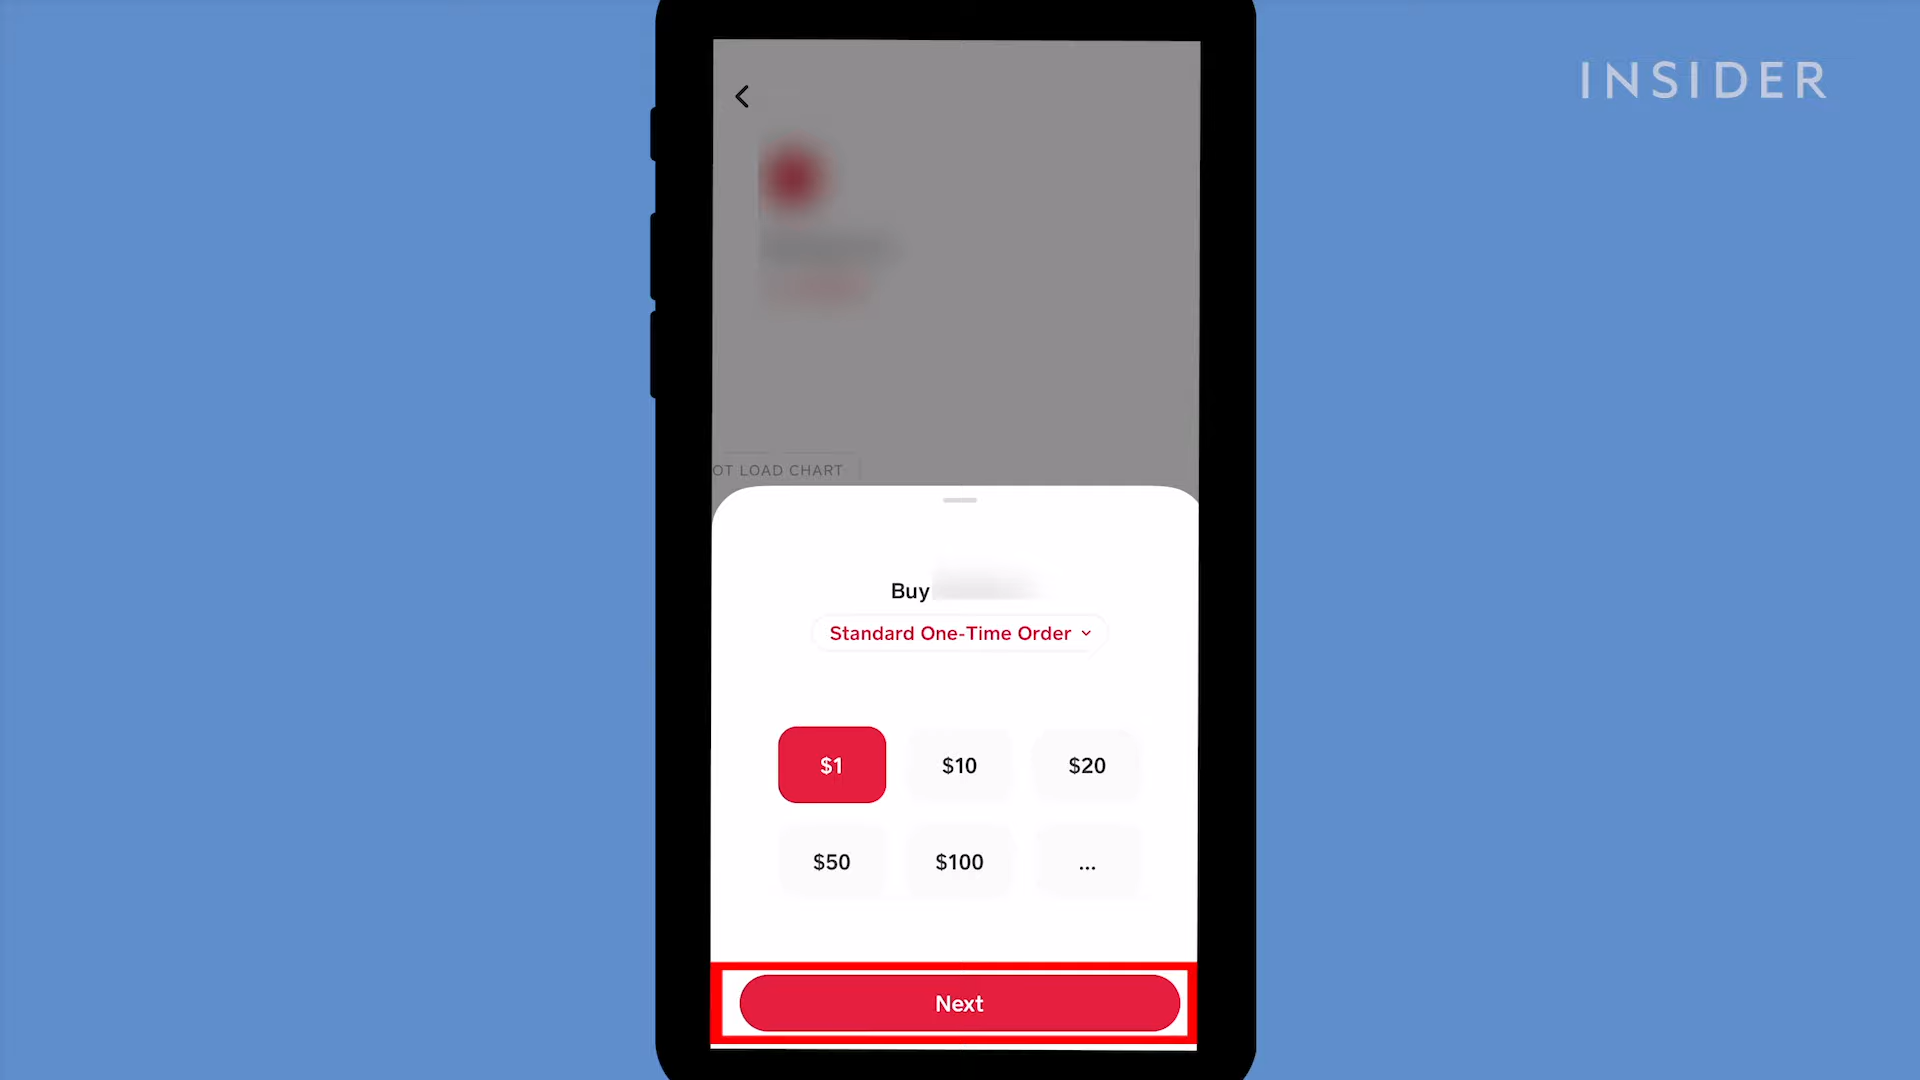 INSIDER
OT LOAD CHART
Buy
Standard One-Time Order
$1
$10
$20
$50
$100
...
Next